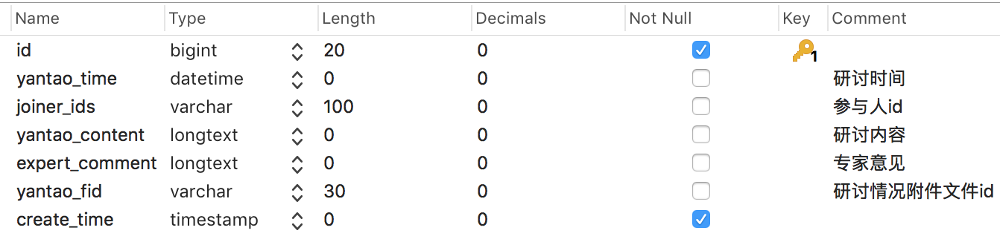 Name Type Length Decimals Not Null Key Comment
id bigint 20 0 1
yantao_time datetime 0 0 研讨时间
joiner_ids varchar 100 0 参与人id
yantao_content longtext 0 0 研讨内容
expert_comment longtext 0 0 专家意见
yantao_fid varchar 30 0 研讨情况附件文件id
create_time timestamp 0 0